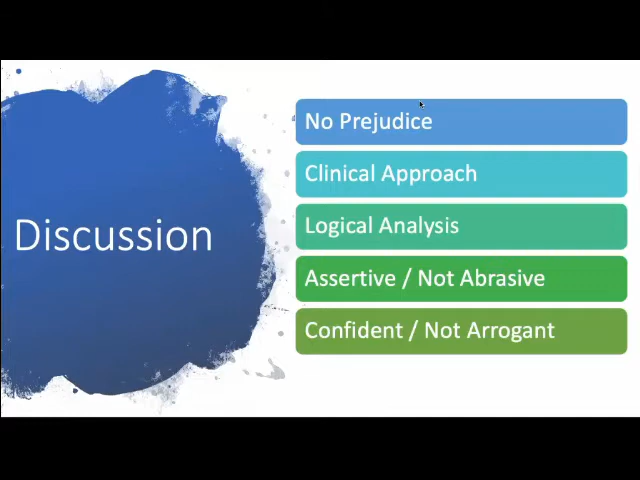 Discussion
No Prejudice
Clinical Approach
Logical Analysis
Assertive / Not Abrasive
Confident / Not Arrogant